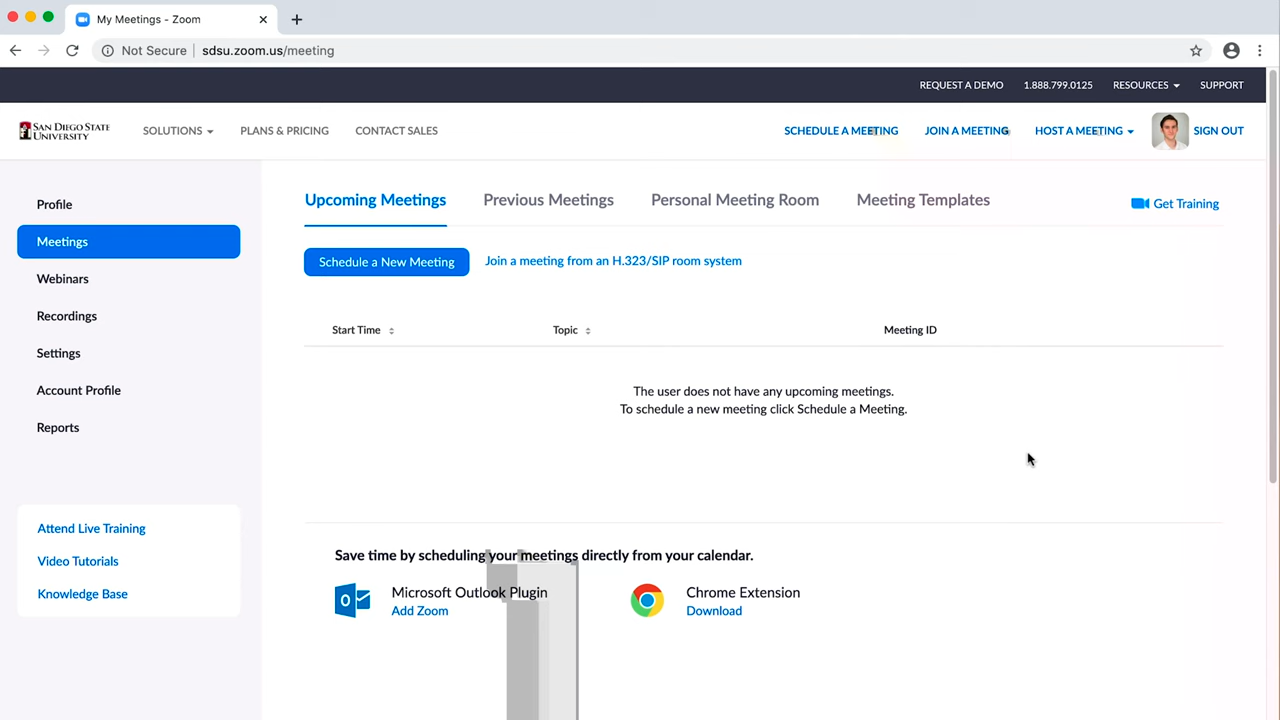 My Meetings - Zoom
Not Secure sdsu.zoom.us/meeting
REQUEST A DEMO 1.888.799.0125 RESOURCES SUPPORT
SAN DIEGO STATE UNIVERSITY SOLUTIONS PLANS & PRICING CONTACT SALES SCHEDULE A MEETING JOIN A MEETING HOST A MEETING SIGN OUT
Profile
Meetings
Webinars
Recordings
Settings
Account Profile
Reports
Attend Live Training
Video Tutorials
Knowledge Base
Upcoming Meetings Previous Meetings Personal Meeting Room Meeting Templates Get Training
Schedule a New Meeting Join a meeting from an H.323/SIP room system
Start Time Topic Meeting ID
The user does not have any upcoming meetings.
To schedule a new meeting click Schedule a Meeting.
Save time by scheduling your meetings directly from your calendar.
Microsoft Outlook Plugin
Add Zoom
Chrome Extension
Download